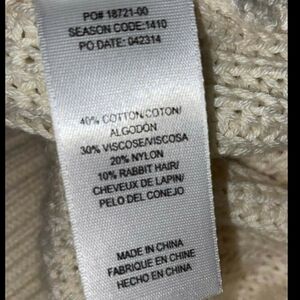 PO# 18721-00
SEASON CODE:1410
PO DATE: 042314
40% COTTON/COTON/
ALGODÓN
30% VISCOSE/VISCOSA
20% NYLON
10% RABBIT HAIR/
CHEVEUX DE LAPIN/
PELO DEL CONEJO
MADE IN CHINA
FABRIQUE EN CHINE
HECHO EN CHINA